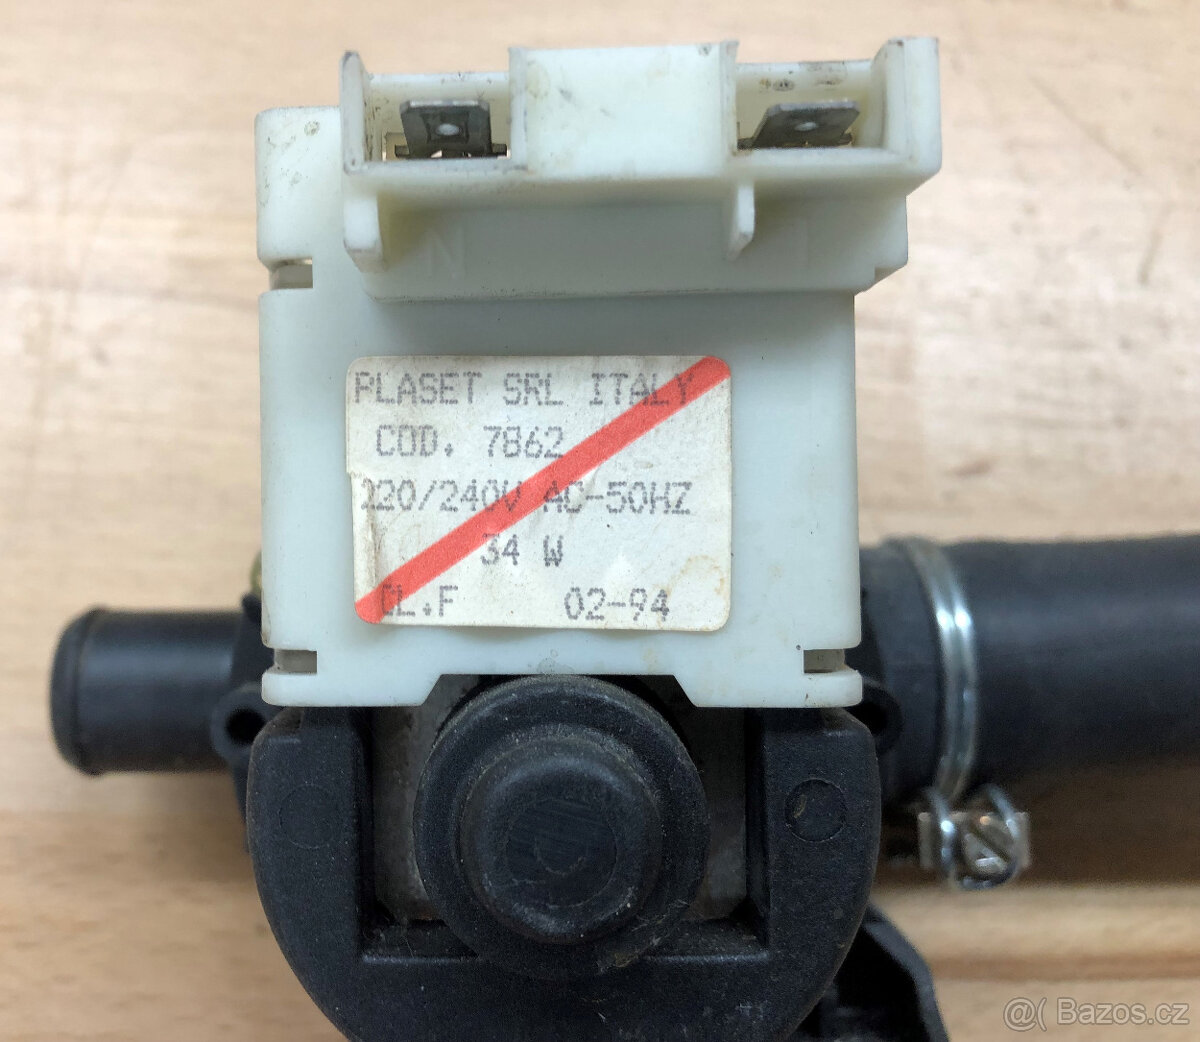 N
PLASET SRL ITALY
COD. 7862
220/240V AC-50HZ
34 W
CL.F 02-94
@( Bazos.cz